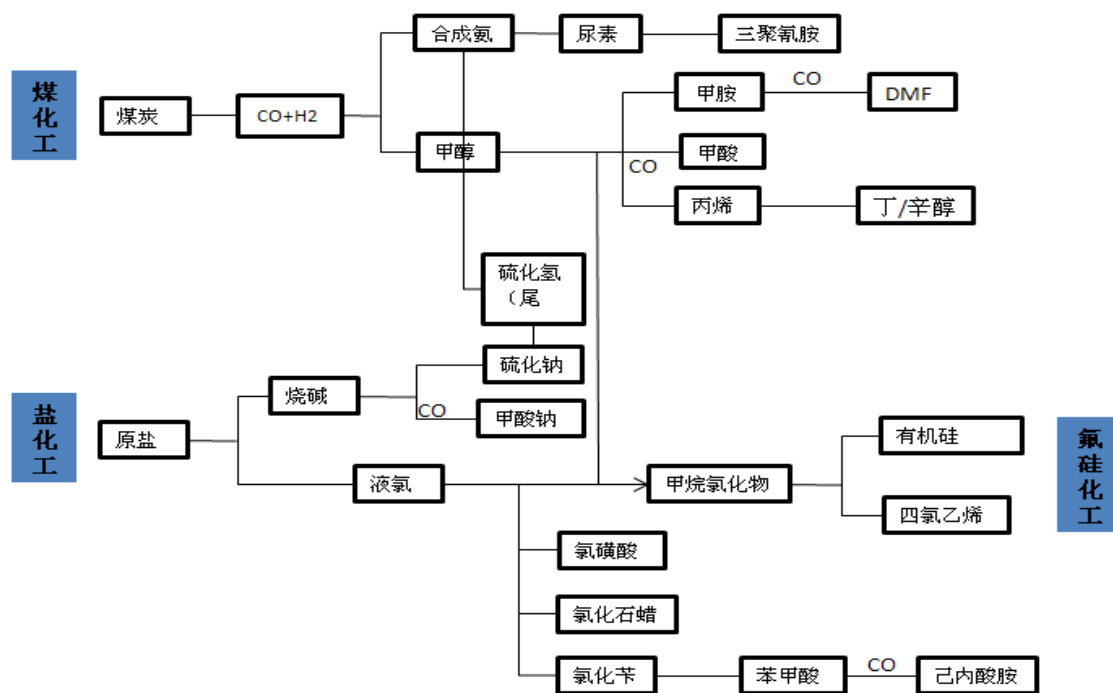 合成氨
尿素
三聚氰胺
煤化工
煤炭
CO+H2
甲醇
甲胺
CO
DMF
甲酸
CO
丙烯
丁/辛醇
硫化氢
（尾
硫化钠
烧碱
CO
甲酸钠
盐化工
原盐
液氯
甲烷氯化物
有机硅
四氯乙烯
氟硅化工
氯磺酸
氯化石蜡
氯化苄
苯甲酸
CO
己内酸胺